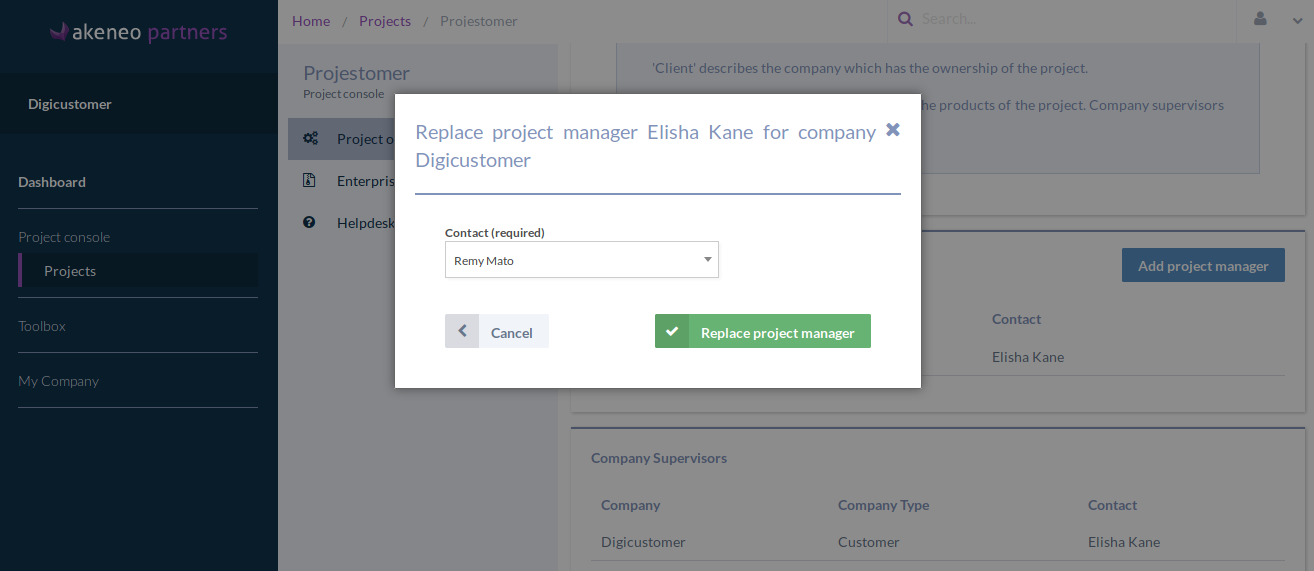 akeneo partners
Digicustomer
Dashboard
Project console
Projects
Toolbox
My Company
Home / Projects / Projestomer
Search...
Projestomer
Project console
Project o
Enterpris
Helpdesk
'Client' describes the company which has the ownership of the project.
he products of the project. Company supervisors
Replace project manager Elisha Kane for company
Digicustomer
Contact (required)
Remy Mato
Cancel
Replace project manager
Add project manager
Contact
Elisha Kane
Company Supervisors
Company Company Type Contact
Digicustomer Customer Elisha Kane